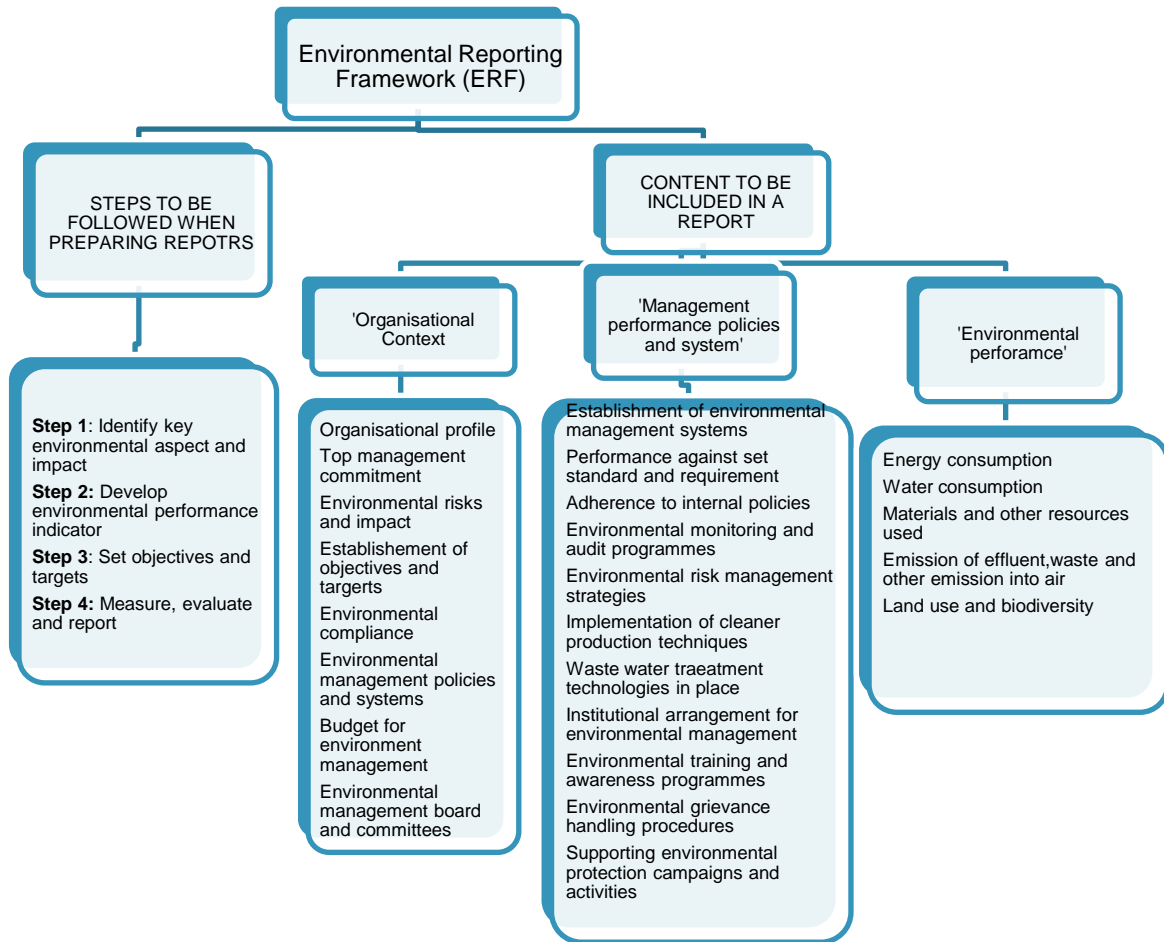 Environmental Reporting
Framework (ERF)
STEPS TO BE
FOLLOWED WHEN
PREPARING REPOTRS
CONTENT TO BE
INCLUDED IN A
REPORT
Step 1: Identify key
environmental aspect and
impact
Step 2: Develop
environmental performance
indicator
Step 3: Set objectives and
targets
Step 4: Measure, evaluate
and report
'Organisational
Context
Organisational profile
Top management
commitment
Environmental risks
and impact
Establishement of
objectives and
targerts
Environmental
compliance
Environmental
management policies
and systems
Budget for
environment
management
Environmental
management board
and committees
'Management
performance policies
and system'
Establishment of environmental
management systems
Performance against set
standard and requirement
Adherence to internal policies
Environmental monitoring and
audit programmes
Environmental risk management
strategies
Implementation of cleaner
production techniques
Waste water traeatment
technologies in place
Institutional arrangement for
environmental management
Environmental training and
awareness programmes
Environmental grievance
handling procedures
Supporting environmental
protection campaigns and
activities
'Environmental
perforamce'
Energy consumption
Water consumption
Materials and other resources
used
Emission of effluent,waste and
other emission into air
Land use and biodiversity